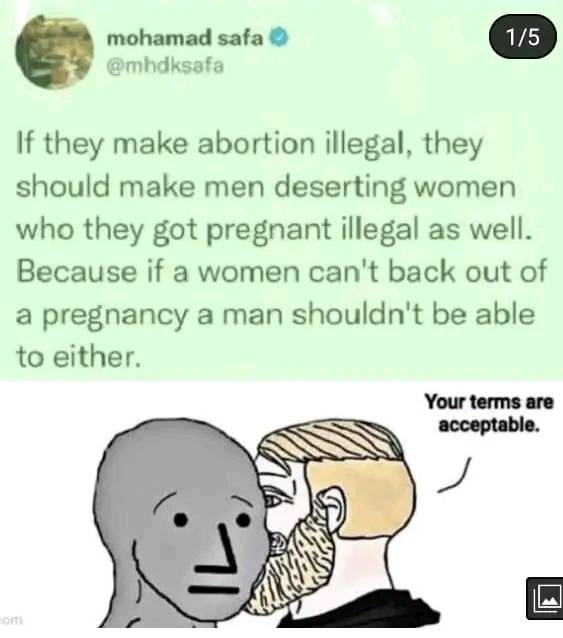 mohamad safa
1/5
@mhdksafa
If they make abortion illegal, they
should make men deserting women
who they got pregnant illegal as well.
Because if a women can't back out of
a pregnancy a man shouldn't be able
to either.
Your terms are
acceptable.
om